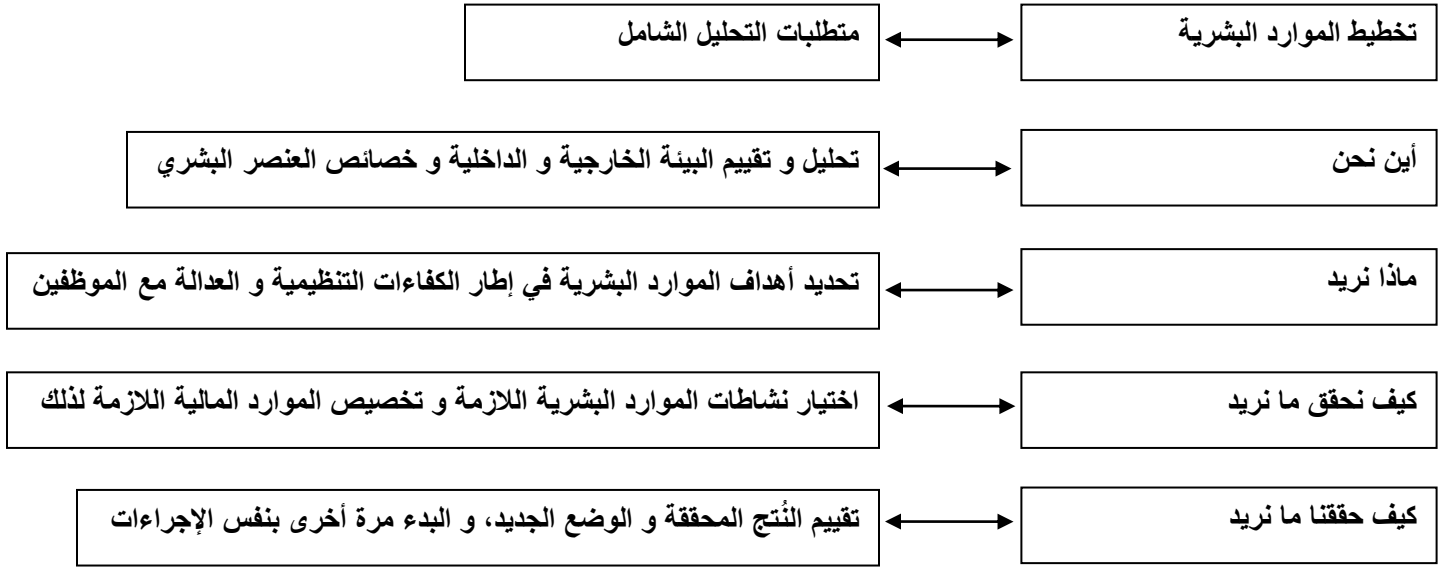 تخطيط الموارد البشرية
متطلبات التحليل الشامل
أين نحن
تحليل و تقييم البيئة الخارجية و الداخلية و خصائص العنصر البشري
ماذا نريد
تحديد أهداف الموارد البشرية في إطار الكفاءات التنظيمية و العدالة مع الموظفين
كيف نحقق ما نريد
اختيار نشاطات الموارد البشرية اللازمة و تخصيص الموارد المالية اللازمة لذلك
كيف حققنا ما نريد
تقييم النُتج المحققة و الوضع الجديد، و البدء مرة أخرى بنفس الإجراءات